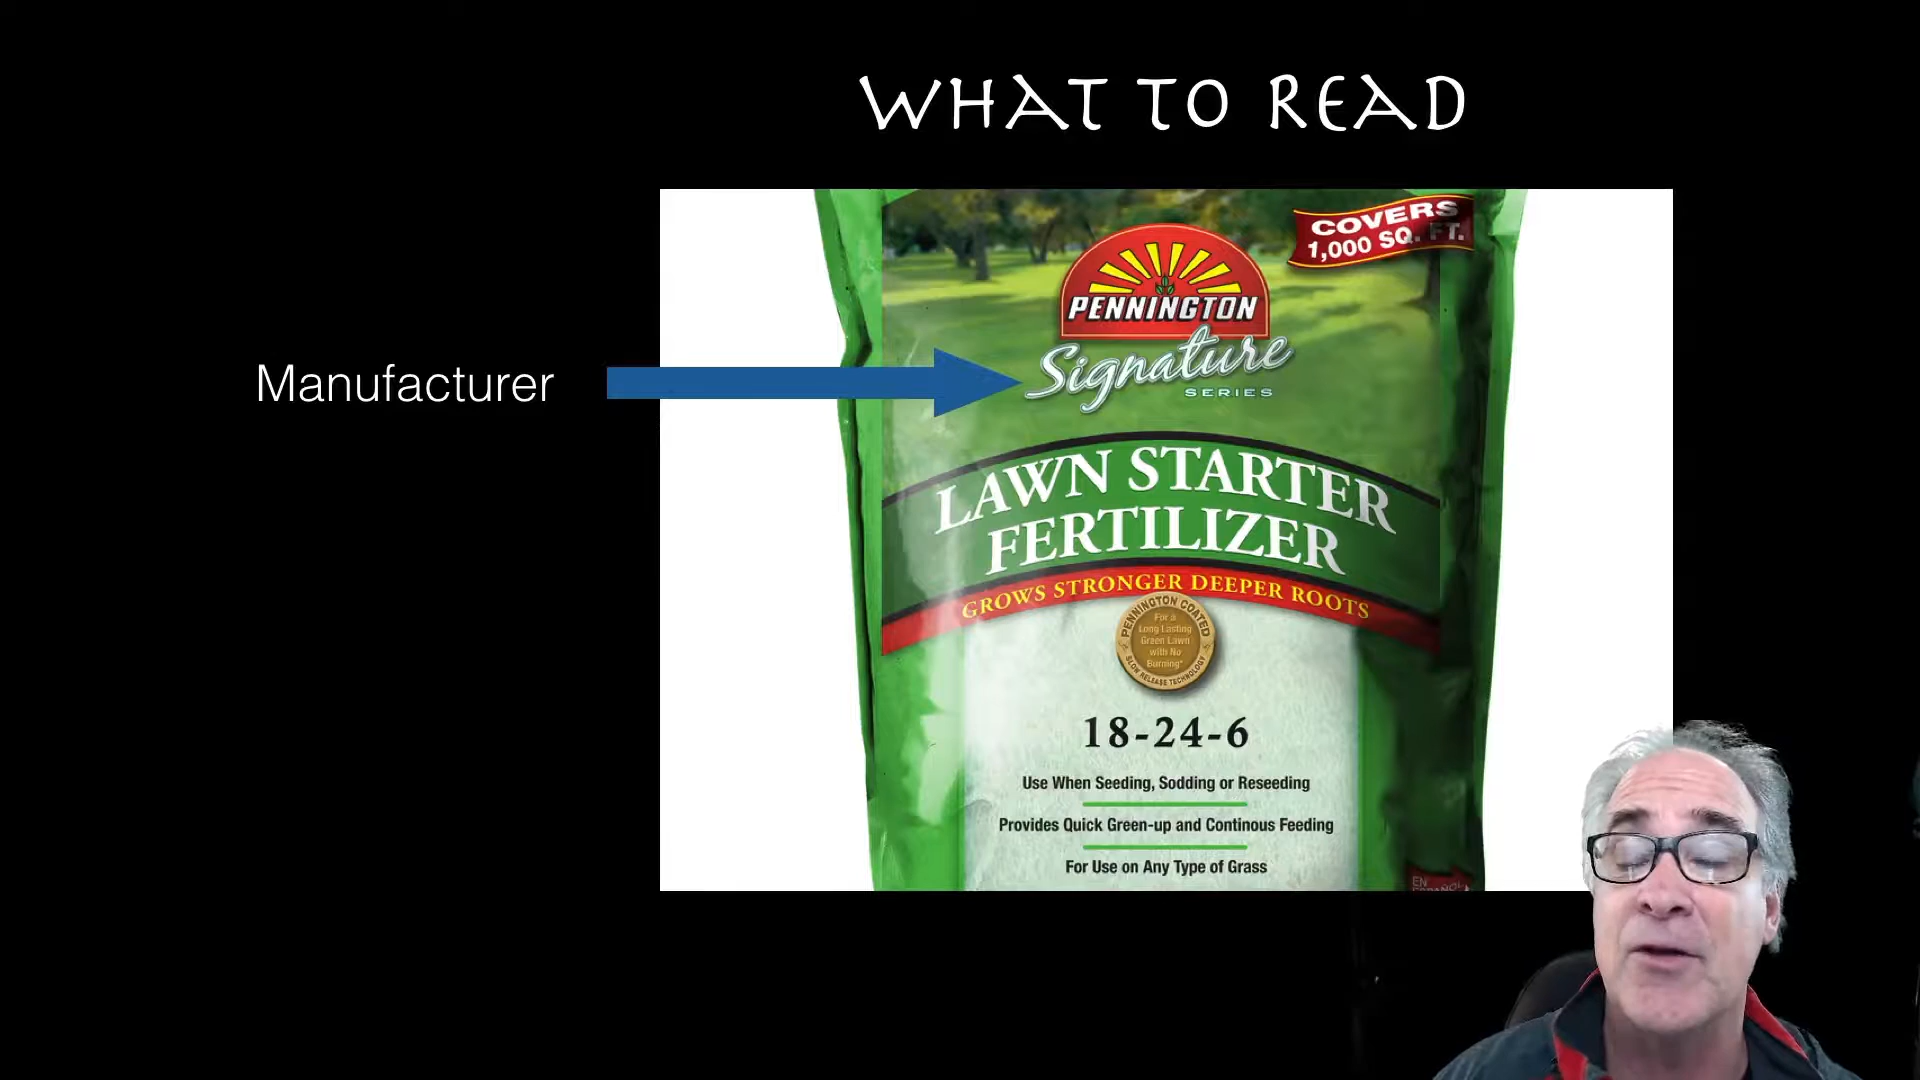 WHAT TO READ
COVERS
1,000 SQ. FT.
PENNINGTON
Signature
SERIES
Manufacturer
LAWN STARTER
FERTILIZER
GROWS STRONGER DEEPER ROOTS
PENNINGTON COATED
For a
Long Lasting
Green Lawn
with No
Burning*
SLOW RELEASE TECHNOLOGY
18-24-6
Use When Seeding, Sodding or Reseeding
Provides Quick Green-up and Continous Feeding
For Use on Any Type of Grass
EN
ESPAÑOL